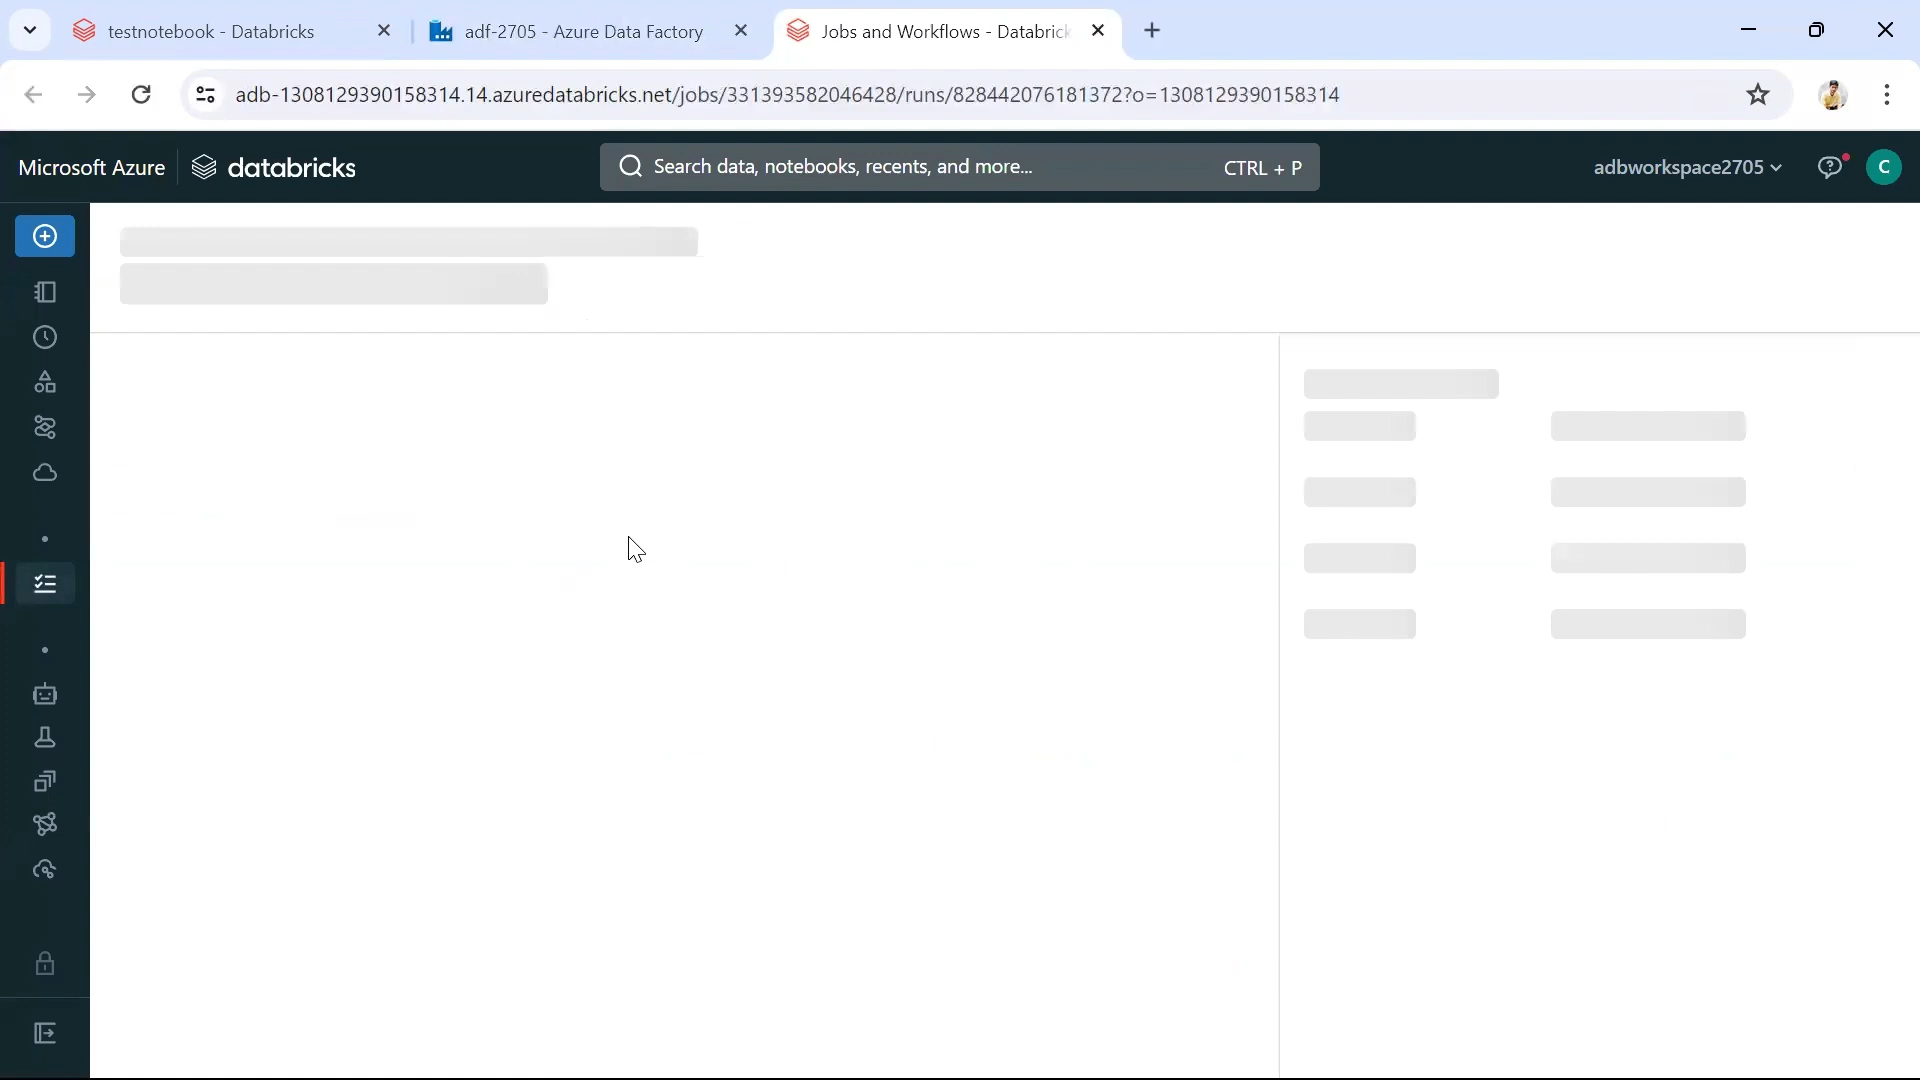 testnotebook - Databricks
adf-2705 - Azure Data Factory
Jobs and Workflows - Databrick
adb-1308129390158314.14.azuredatabricks.net/jobs/331393582046428/runs/828442076181372?o=1308129390158314
Microsoft Azure
databricks
Search data, notebooks, recents, and more...
CTRL + P
adbworkspace2705
C